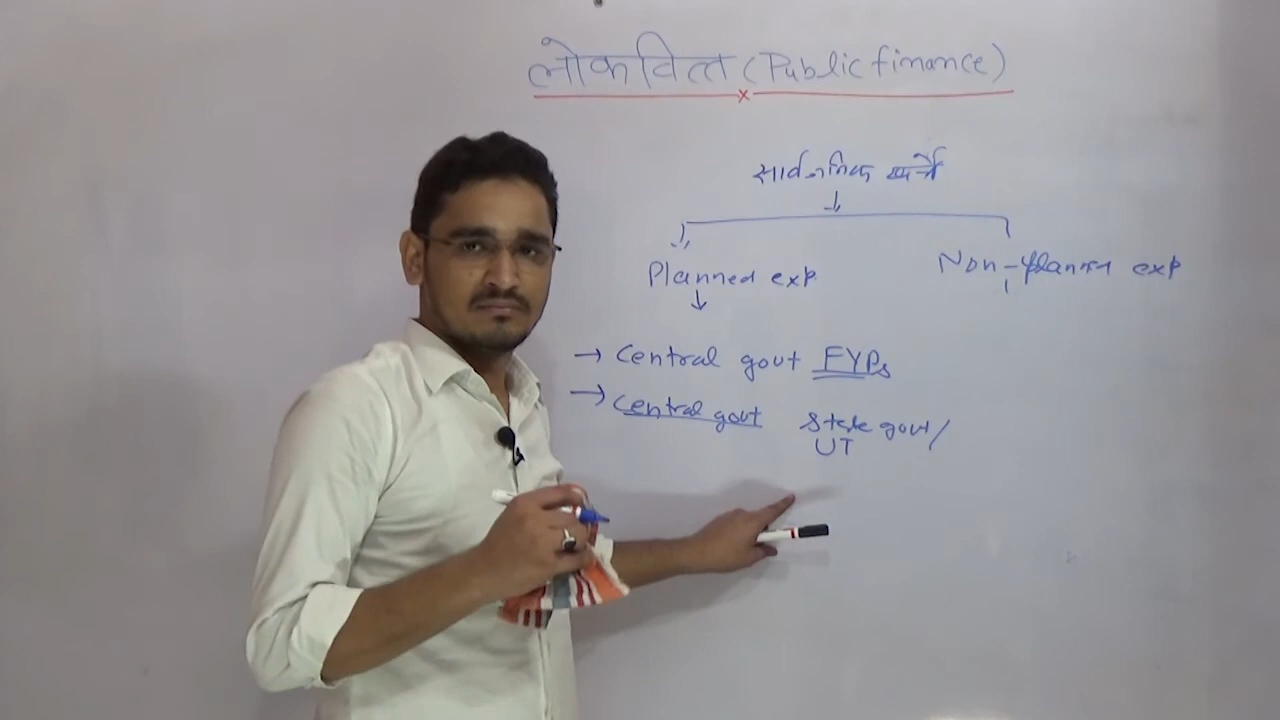 लोकवित्त (Public finance)
सार्वजनिक खर्च
Planned exp. Non-planned exp
→ Central govt FYPs
→ Central govt State govt/
UT